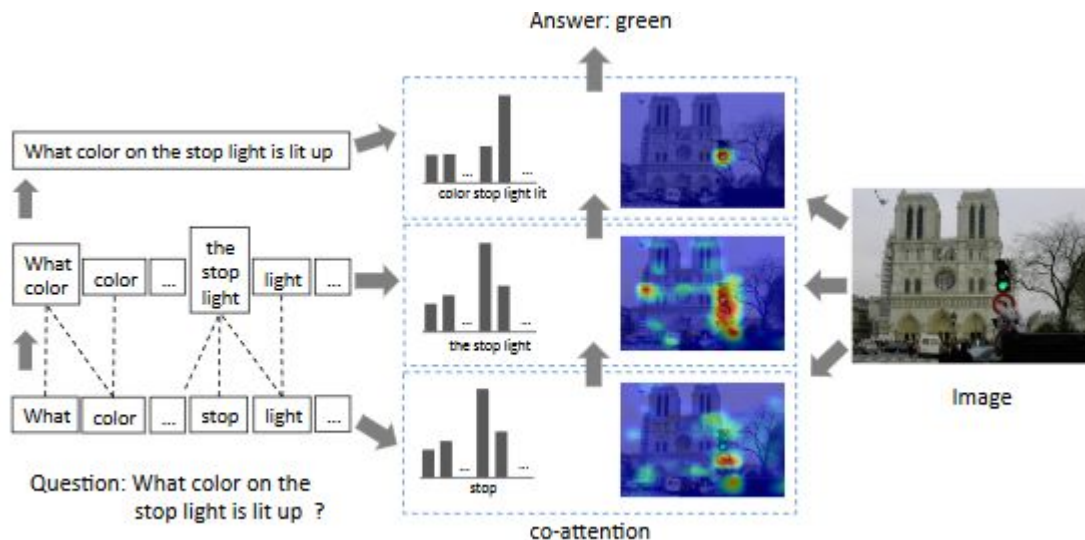 Answer: green
What color on the stop light is lit up
... ...
color stop light lit
What
color
color
...
the
stop
light
light
...
... ...
the stop light
What
color
...
stop
light
...
... ...
stop
Image
Question: What color on the
stop light is lit up ?
co-attention